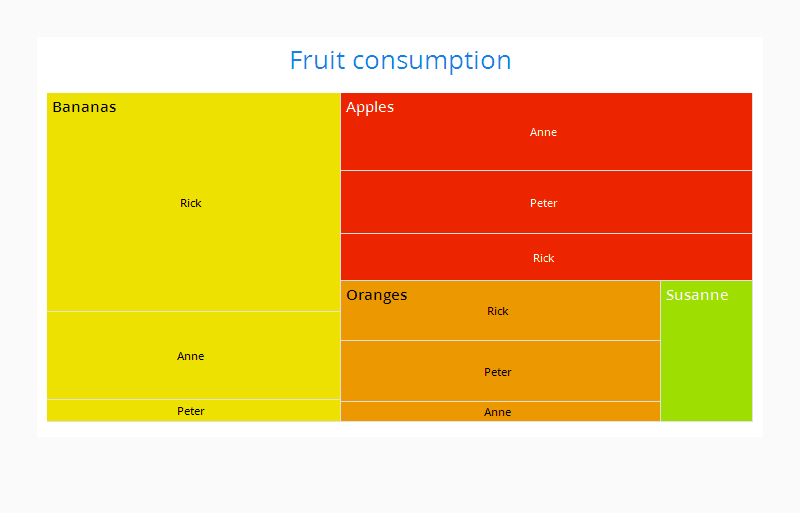 Fruit consumption
Bananas
Rick
Anne
Peter
Apples
Anne
Peter
Rick
Oranges
Rick
Peter
Anne
Susanne